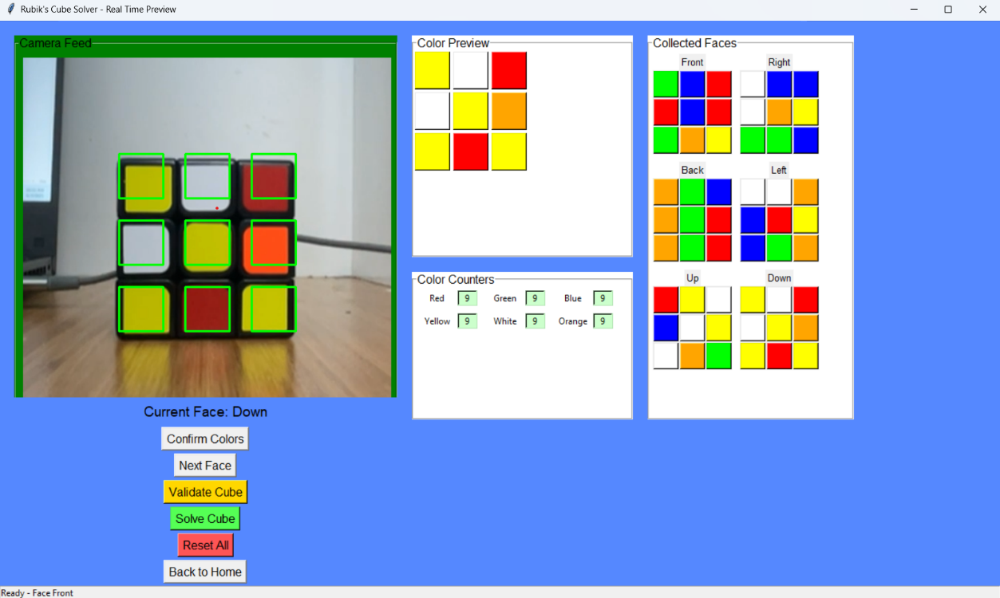 Rubik's Cube Solver - Real Time Preview
Camera Feed
Current Face: Down
Confirm Colors
Next Face
Validate Cube
Solve Cube
Reset All
Back to Home
Color Preview
Color Counters
Red 9 Green 9 Blue 9
Yellow 9 White 9 Orange 9
Collected Faces
Front Right
Back Left
Up Down
Ready - Face Front